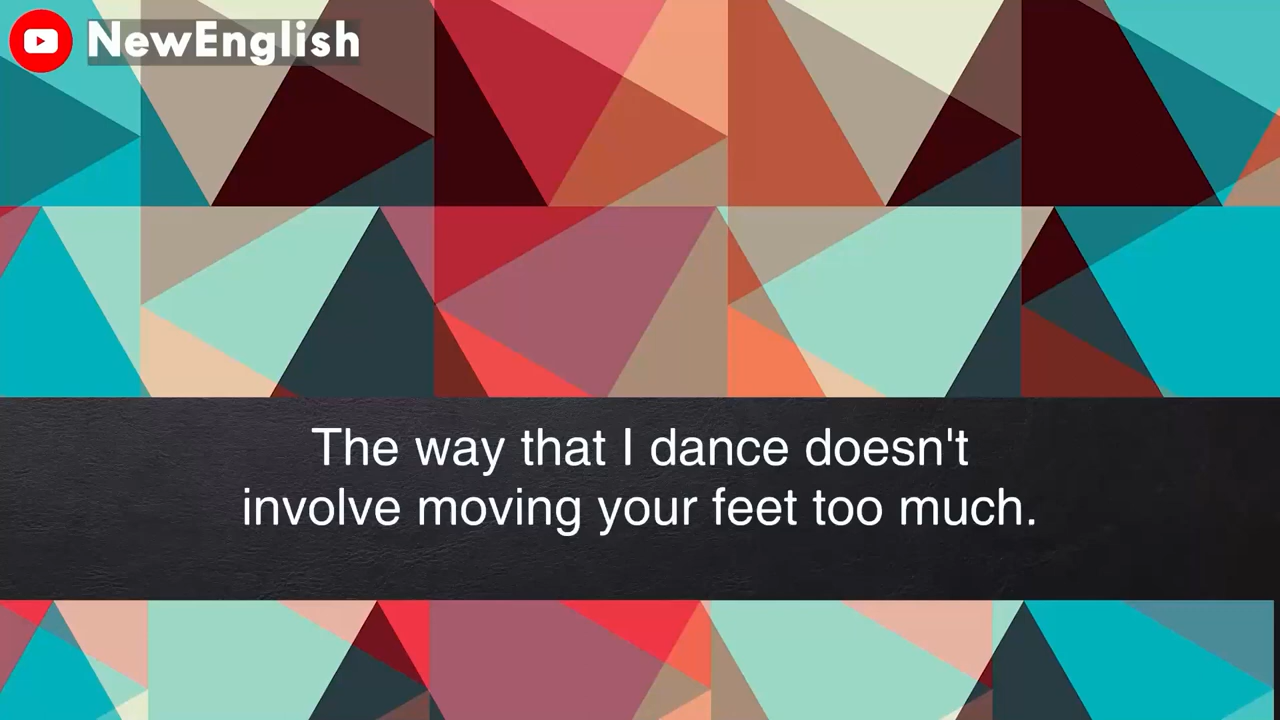 NewEnglish
The way that I dance doesn't
involve moving your feet too much.